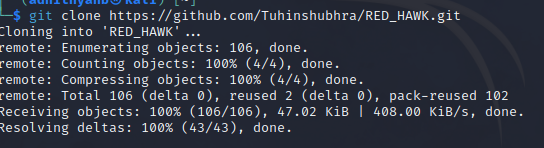 (adhithyanb㉿kali) [~]
└─$ git clone https://github.com/Tuhinshubhra/RED_HAWK.git
Cloning into 'RED_HAWK'...
remote: Enumerating objects: 106, done.
remote: Counting objects: 100% (4/4), done.
remote: Compressing objects: 100% (4/4), done.
remote: Total 106 (delta 0), reused 2 (delta 0), pack-reused 102
Receiving objects: 100% (106/106), 47.02 KiB | 408.00 KiB/s, done.
Resolving deltas: 100% (43/43), done.